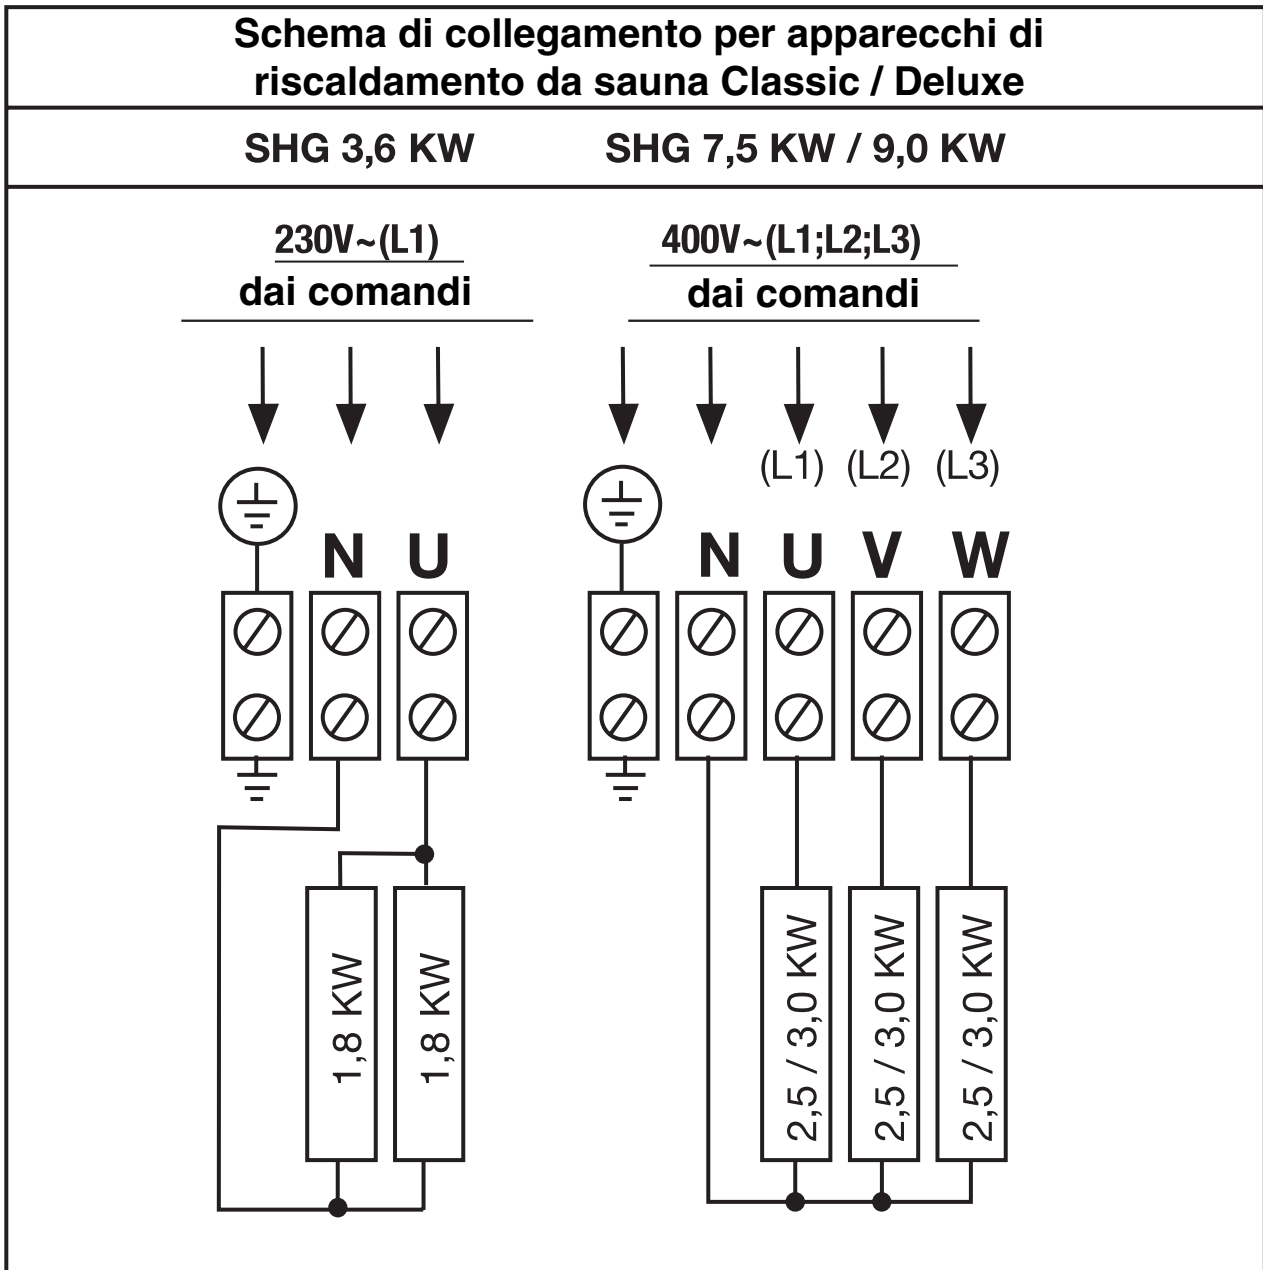 Schema di collegamento per apparecchi di
riscaldamento da sauna Classic / Deluxe
SHG 3,6 KW
SHG 7,5 KW / 9,0 KW
230V~(L1)
dai comandi
400V~(L1;L2;L3)
dai comandi
(L1) (L2) (L3)
N U
N U V W
1,8 KW
1,8 KW
2,5 / 3,0 KW
2,5 / 3,0 KW
2,5 / 3,0 KW